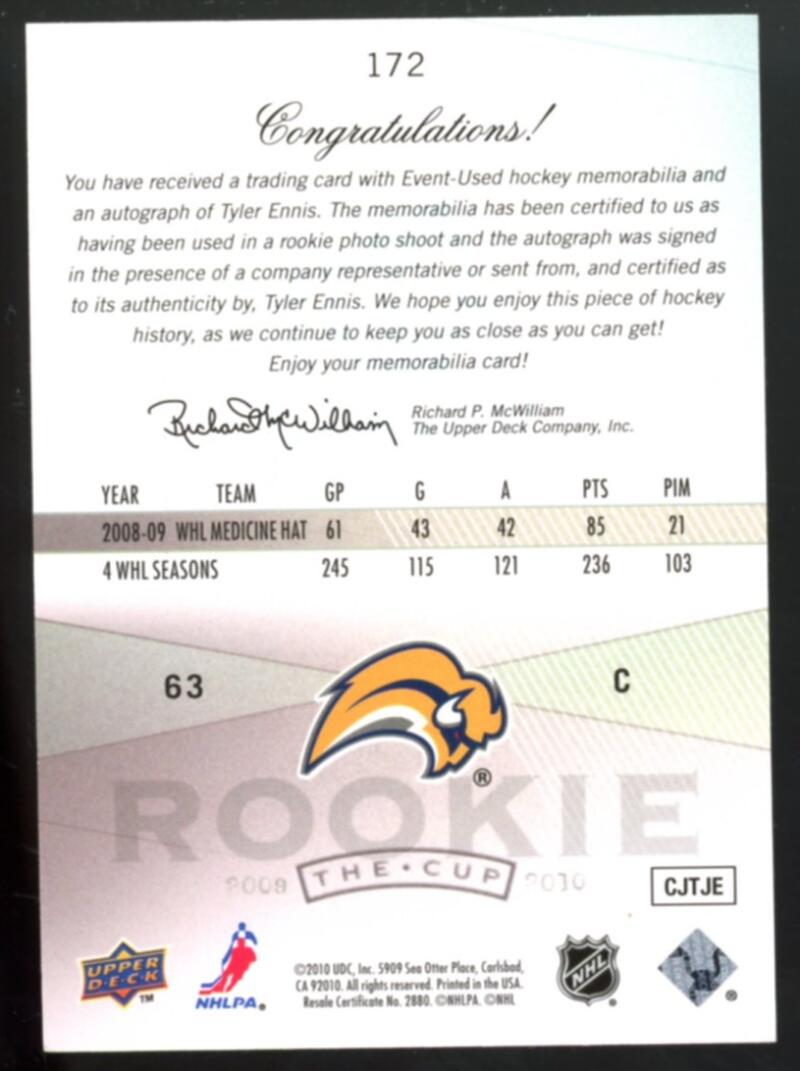 172
Congratulations!
You have received a trading card with Event-Used hockey memorabilia and
an autograph of Tyler Ennis. The memorabilia has been certified to us as
having been used in a rookie photo shoot and the autograph was signed
in the presence of a company representative or sent from, and certified as
to its authenticity by, Tyler Ennis. We hope you enjoy this piece of hockey
history, as we continue to keep you as close as you can get!
Enjoy your memorabilia card!
Richard McWilliam
Richard P. McWilliam
The Upper Deck Company, Inc.
YEAR TEAM GP G A PTS PIM
2008-09 WHL MEDICINE HAT 61 43 42 85 21
4 WHL SEASONS 245 115 121 236 103
63 C
®
ROOKIE
2009 THE • CUP 2010
CJTJE
UPPER
D·E·C·K
TM
NHLPA®
©2010 UDC, Inc. 5909 Sea Otter Place, Carlsbad,
CA 92010. All rights reserved. Printed in the USA.
Resale Certificate No. 2880. ©NHLPA. ©NHL
NHL
®